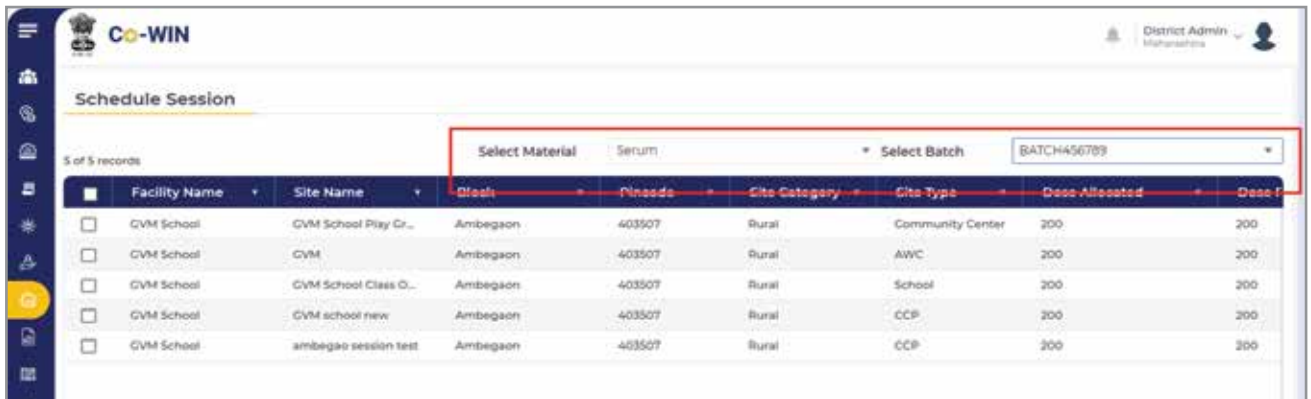 Co-WIN
District Admin
Maharashtra
Schedule Session
Select Material Serum Select Batch BATCH456789
5 of 5 records
Facility Name Site Name Block Pincode Site Category Site Type Dose Allocated Dose
GVM School GVM School Play Gr... Ambegaon 403507 Rural Community Center 200 200
GVM School GVM Ambegaon 403507 Rural AWC 200 200
GVM School GVM School Class O... Ambegaon 403507 Rural School 200 200
GVM School GVM school new Ambegaon 403507 Rural CCP 200 200
GVM School ambegao session test Ambegaon 403507 Rural CCP 200 200